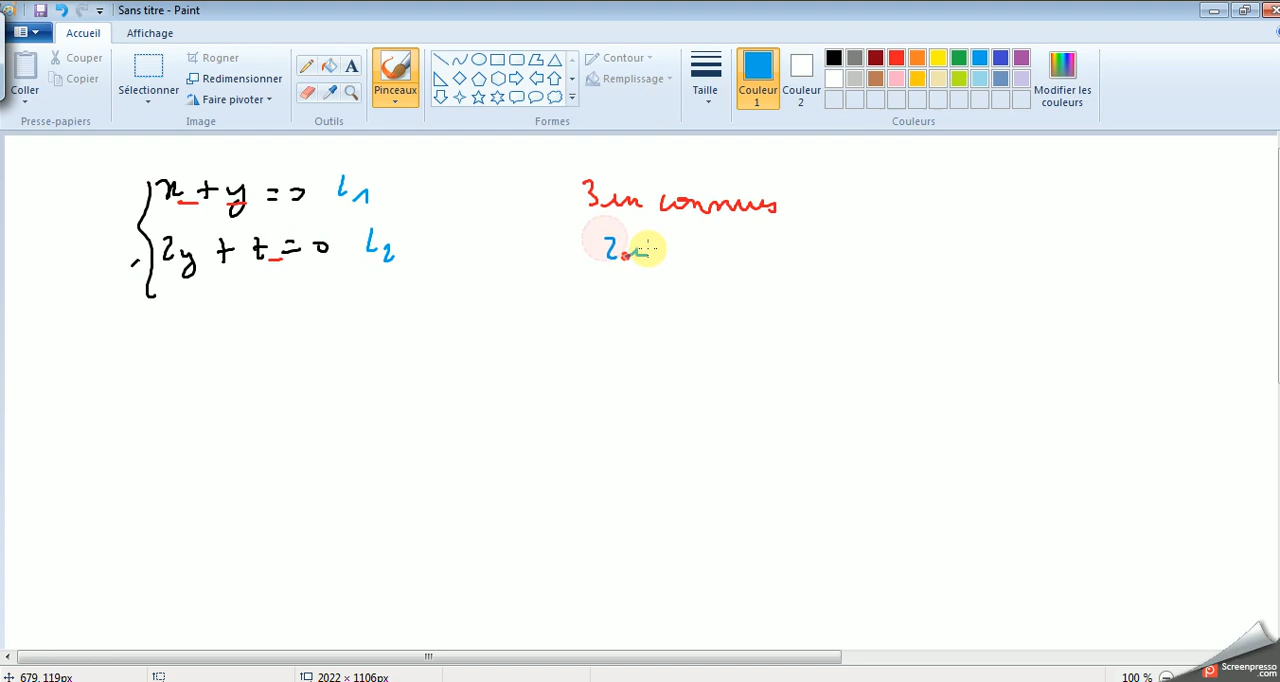 Sans titre - Paint
Accueil
Affichage
Coller
Couper
Copier
Presse-papiers
Sélectionner
Rogner
Redimensionner
Faire pivoter
Image
Outils
Pinceaux
Contour
Remplissage
Formes
Taille
Couleur 1
Couleur 2
Modifier les couleurs
Couleurs
x + y = 0 L1
2y + t = 0 L2
3 inconnues
2
679, 119px
2022 × 1106px
100 %
Screenpresso
.com